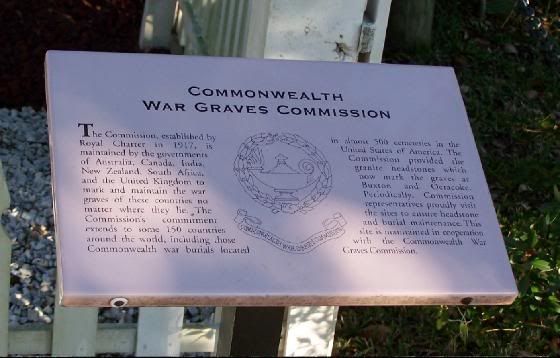 COMMONWEALTH
WAR GRAVES COMMISSION
The Commission, established by
Royal Charter in 1917, is
maintained by the governments
of Australia, Canada, India,
New Zealand, South Africa,
and the United Kingdom to
mark and maintain the war
graves of these countries no
matter where they lie. The
Commission's commitment
extends to some 150 countries
around the world, including those
Commonwealth war burials located
in almost 500 cemeteries in the
United States of America. The
Commission provided the
granite headstones which
now mark the graves at
Buxton and Ocracoke.
Periodically, Commission
representatives proudly visit
the sites to ensure headstone
and burial maintenance. This
site is maintained in cooperation
with the Commonwealth War
Graves Commission.
COMMONWEALTH WAR GRAVES COMMISSION